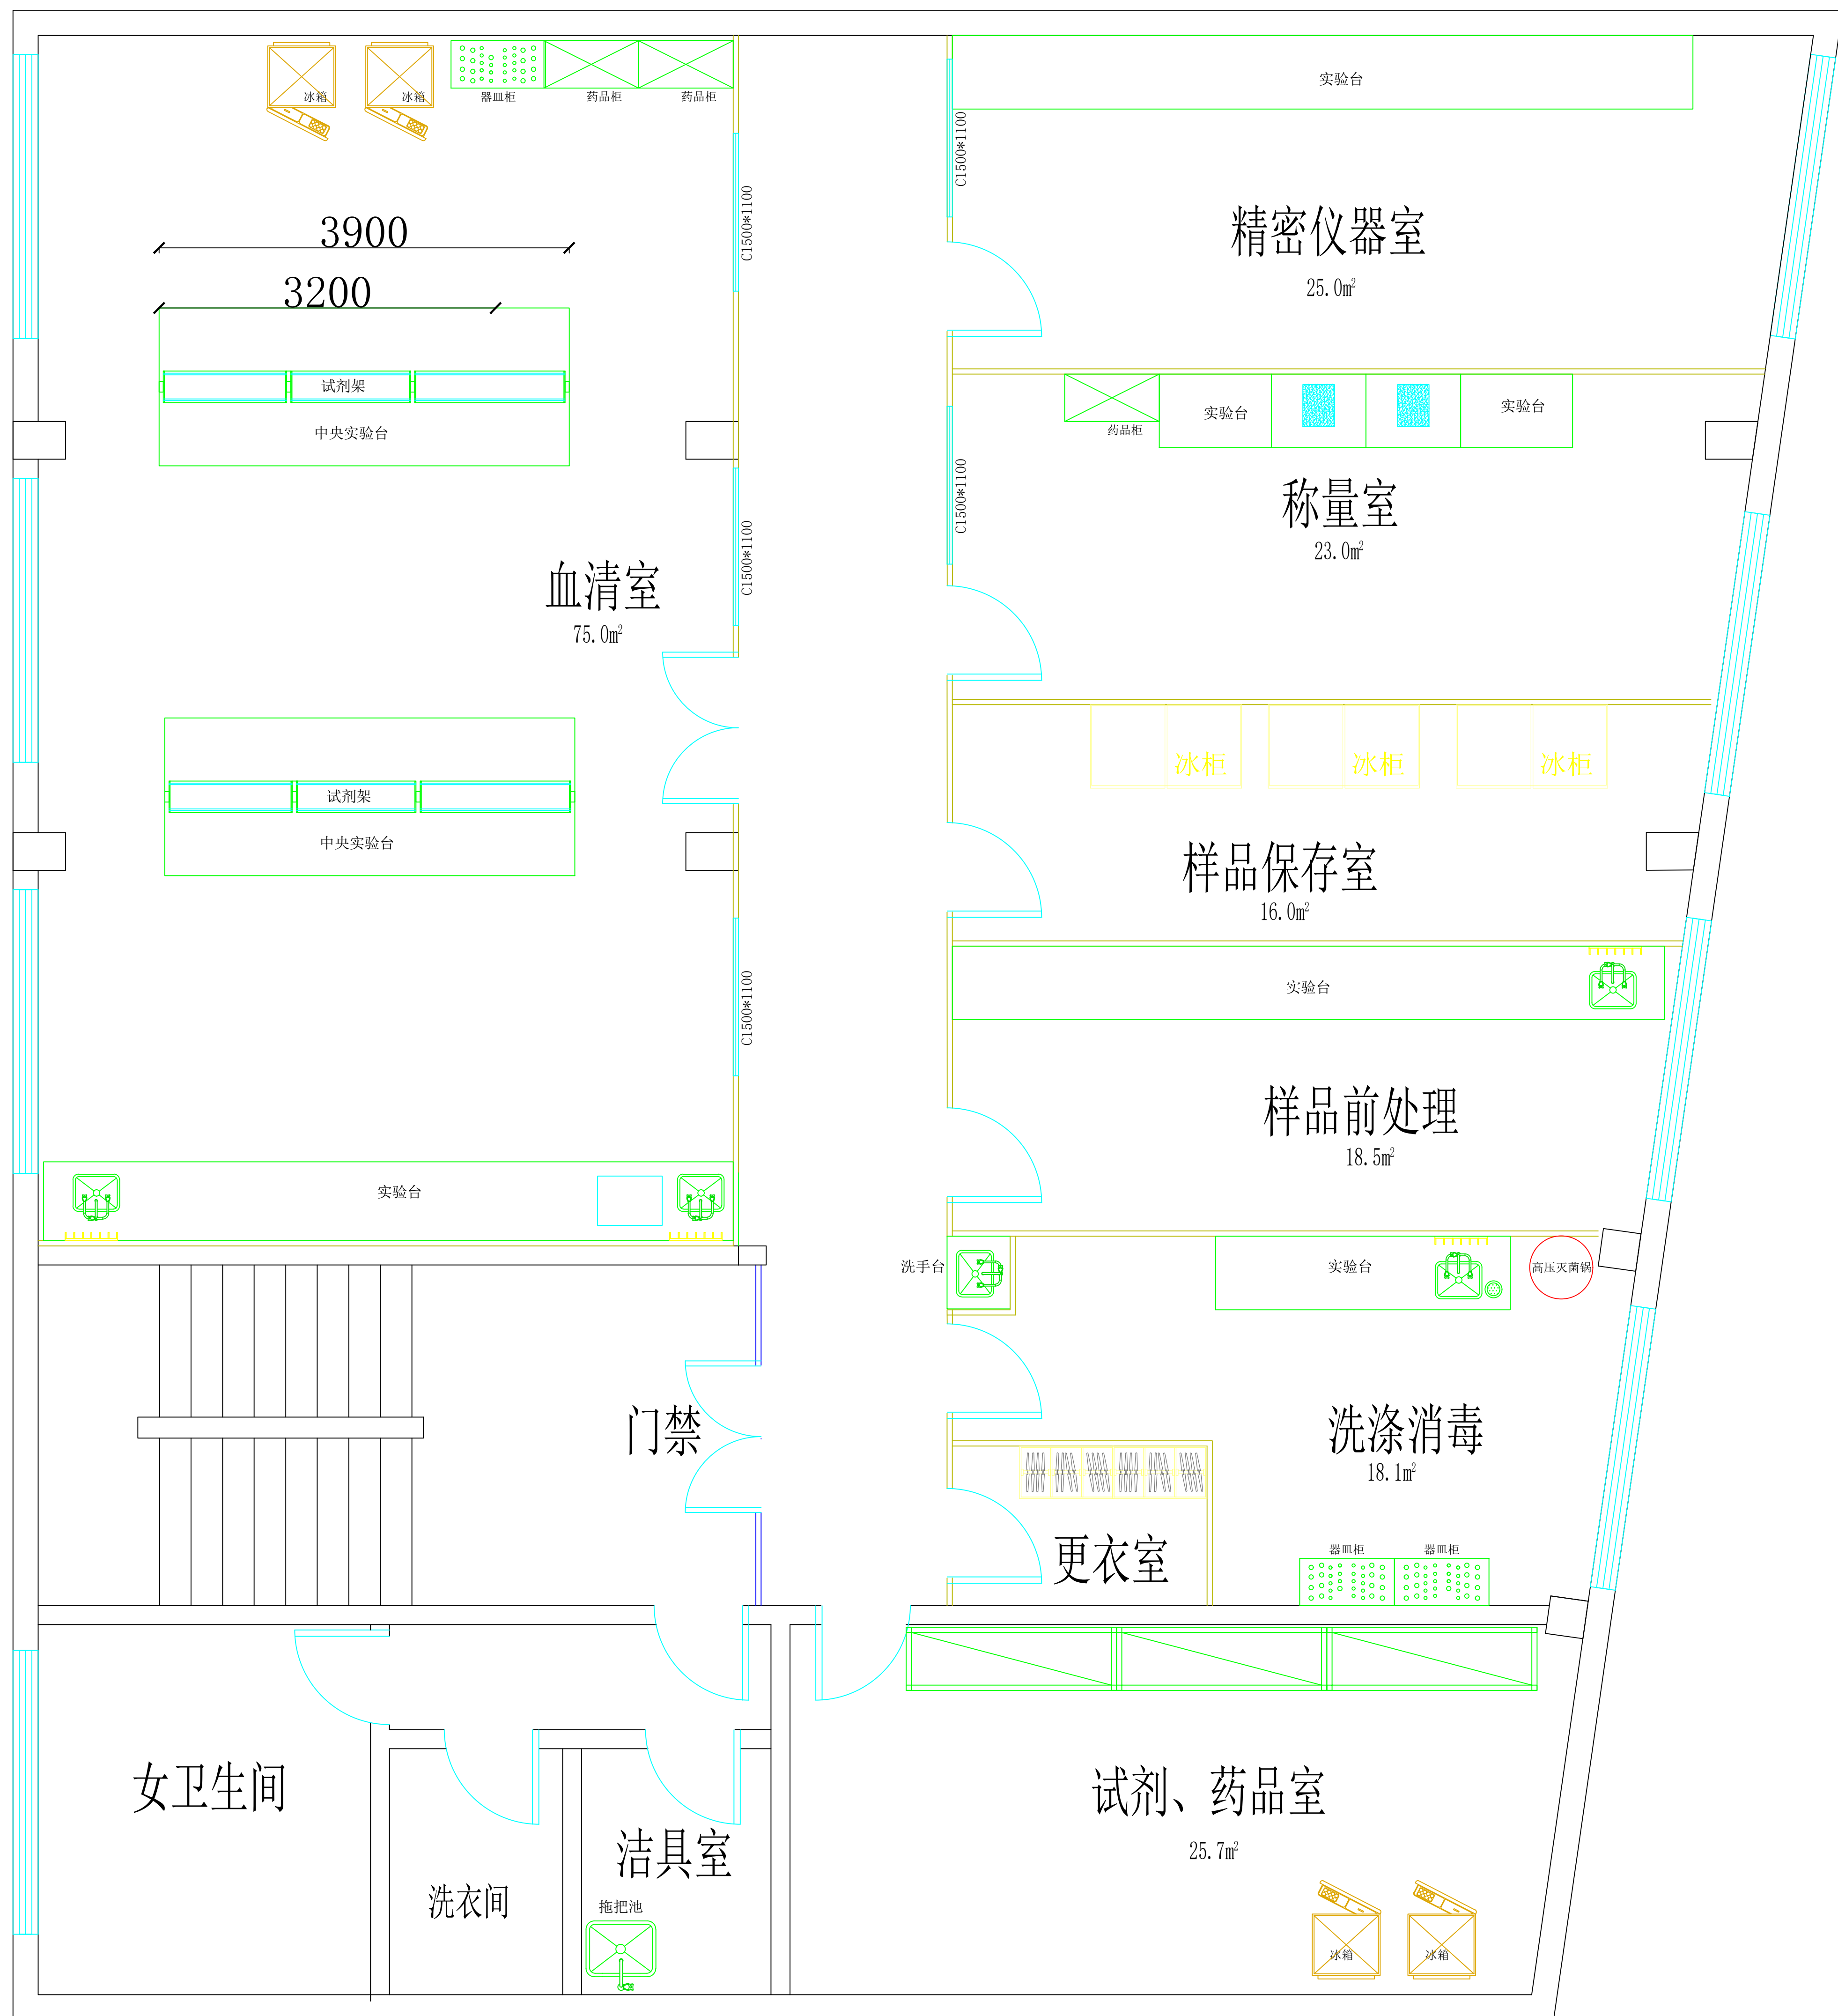 冰箱
冰箱
器皿柜
药品柜
药品柜
实验台
C1500*1100
C1500*1100
3900
精密仪器室
25.0m²
3200
试剂架
中央实验台
药品柜
实验台
实验台
C1500*1100
C1500*1100
称量室
23.0m²
血清室
75.0m²
冰柜
冰柜
冰柜
试剂架
中央实验台
样品保存室
16.0m²
C1500*1100
实验台
样品前处理
18.5m²
实验台
洗手台
实验台
高压灭菌锅
门禁
洗涤消毒
18.1m²
更衣室
器皿柜
器皿柜
女卫生间
洗衣间
洁具室
拖把池
试剂、药品室
25.7m²
冰箱
冰箱